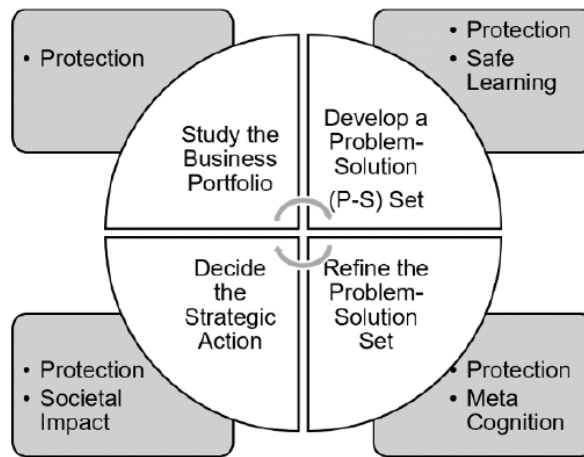 • Protection
• Protection
• Safe
Learning
Study the
Business
Portfolio
Develop a
Problem-
Solution
(P-S) Set
Decide
the
Strategic
Action
Refine the
Problem-
Solution
Set
• Protection
• Societal
Impact
• Protection
• Meta
Cognition